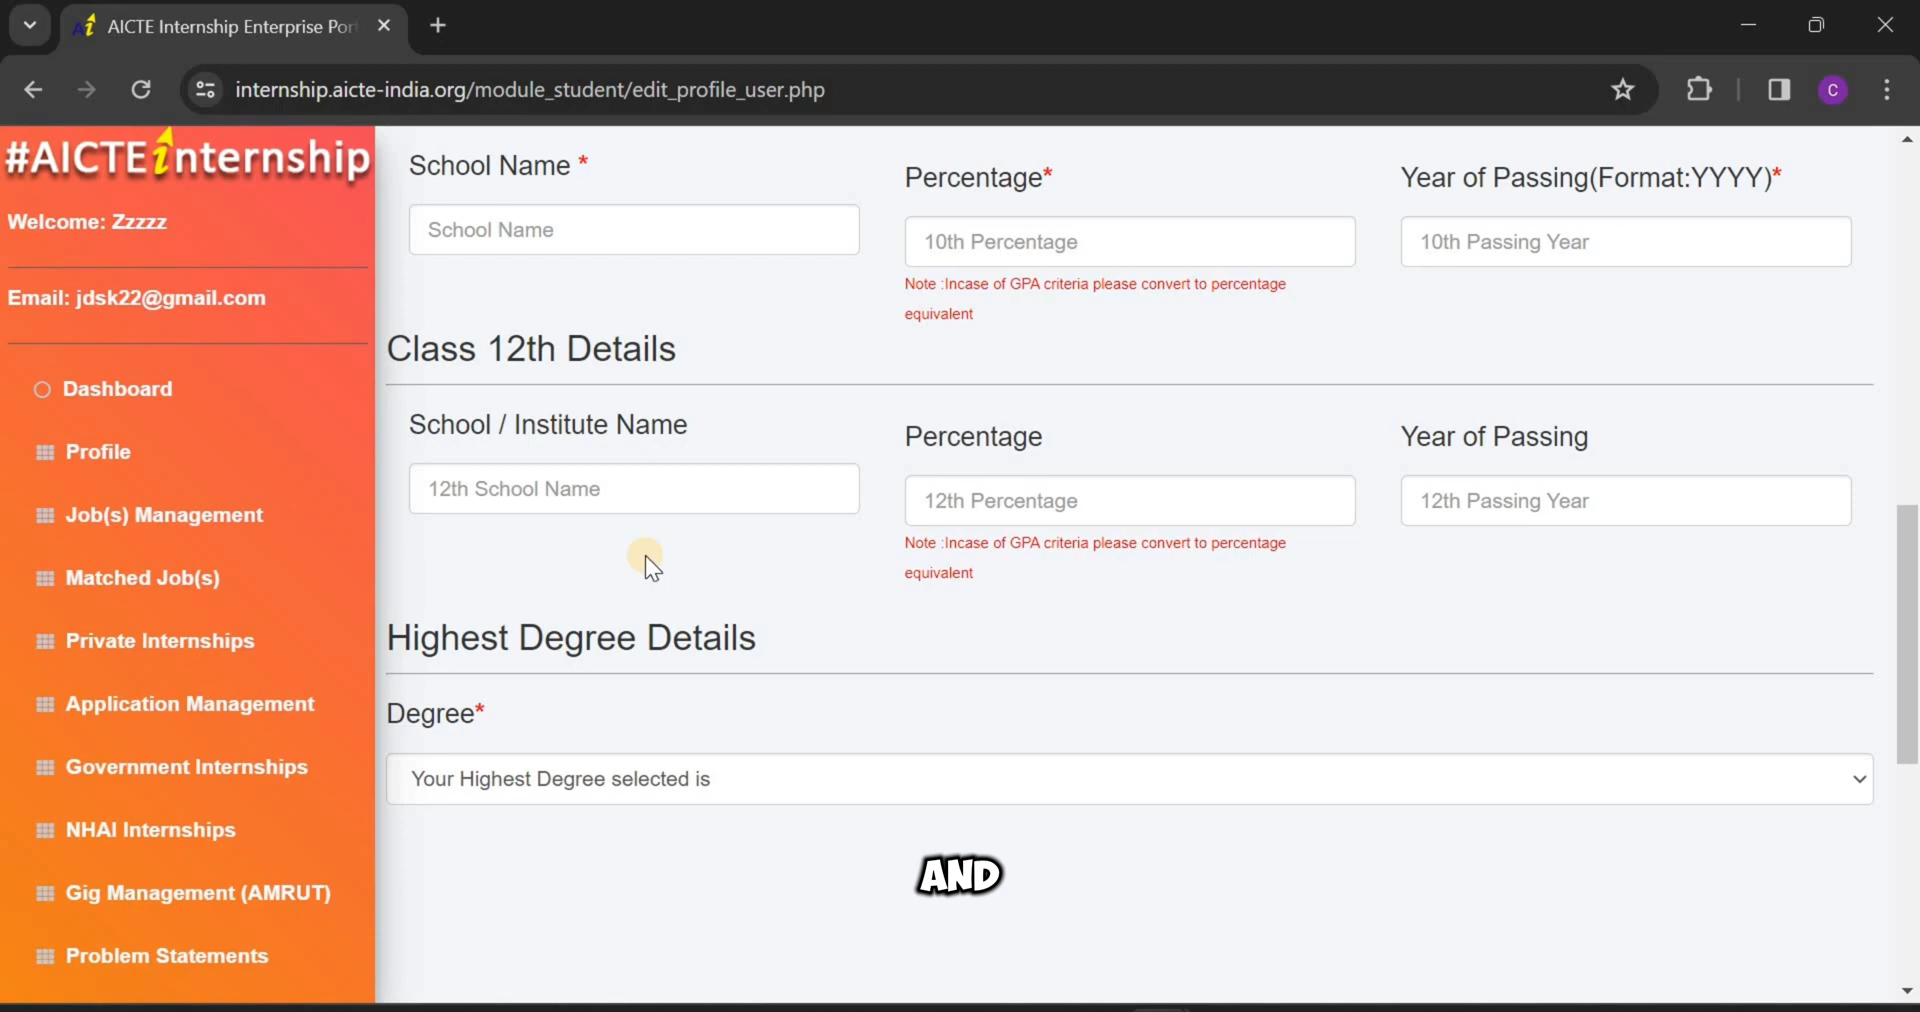 AICTE Internship Enterprise Por
internship.aicte-india.org/module_student/edit_profile_user.php
C
#AICTE internship
Welcome: Zzzzz
Email: jdsk22@gmail.com
Dashboard
Profile
Job(s) Management
Matched Job(s)
Private Internships
Application Management
Government Internships
NHAI Internships
Gig Management (AMRUT)
Problem Statements
School Name *
Percentage*
Year of Passing(Format:YYYY)*
School Name
10th Percentage
10th Passing Year
Note :Incase of GPA criteria please convert to percentage
equivalent
Class 12th Details
School / Institute Name
Percentage
Year of Passing
12th School Name
12th Percentage
12th Passing Year
Note :Incase of GPA criteria please convert to percentage
equivalent
Highest Degree Details
Degree*
Your Highest Degree selected is
AND